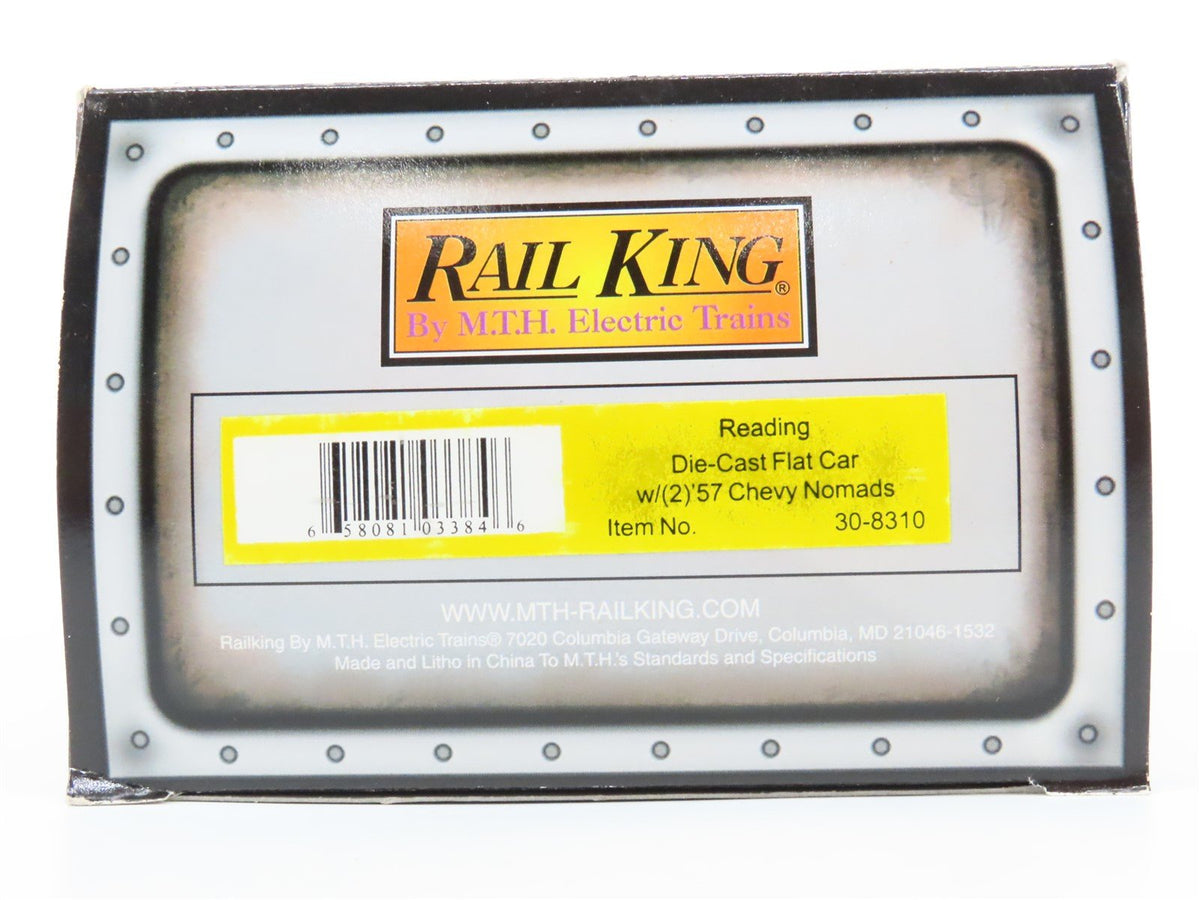 RAIL KING®
By M.T.H. Electric Trains
Reading
Die-Cast Flat Car
w/(2)'57 Chevy Nomads
Item No. 30-8310
6 58081 03384 6
WWW.MTH-RAILKING.COM
Railking By M.T.H. Electric Trains® 7020 Columbia Gateway Drive, Columbia, MD 21046-1532
Made and Litho in China To M.T.H.'s Standards and Specifications